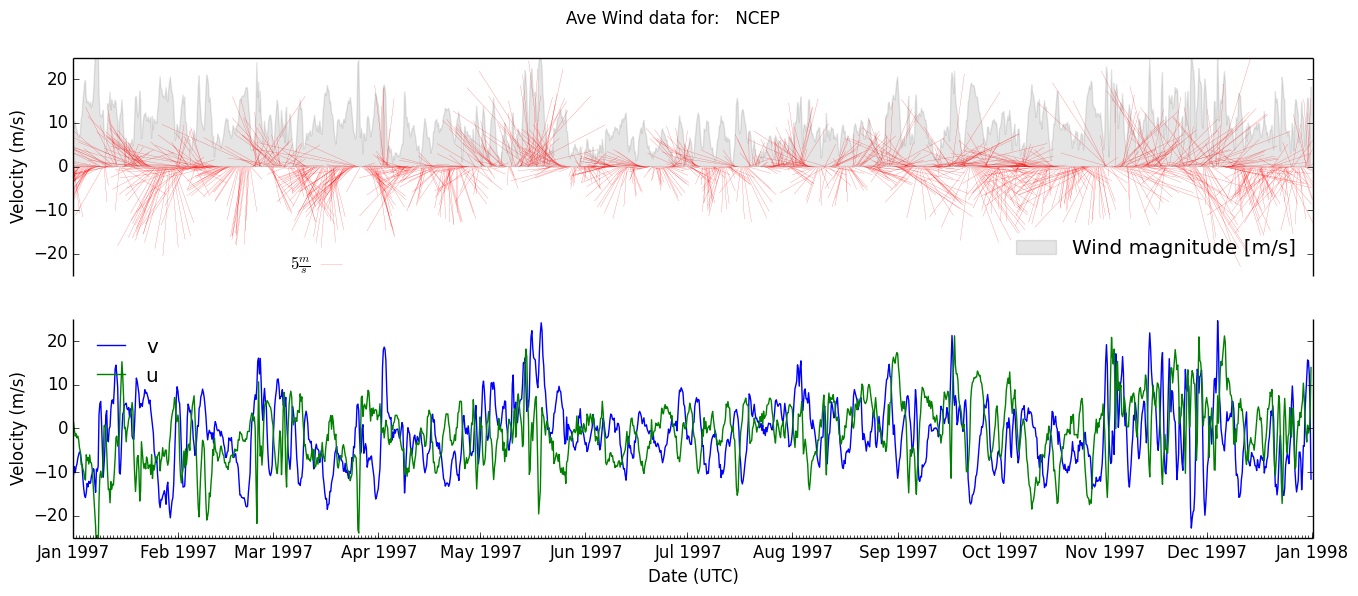 Ave Wind data for: NCEP
Velocity (m/s)
20
10
0
−10
−20
5 m/s
Wind magnitude [m/s]
Velocity (m/s)
20
10
0
−10
−20
v
u
Jan 1997 Feb 1997 Mar 1997 Apr 1997 May 1997 Jun 1997 Jul 1997 Aug 1997 Sep 1997 Oct 1997 Nov 1997 Dec 1997 Jan 1998
Date (UTC)